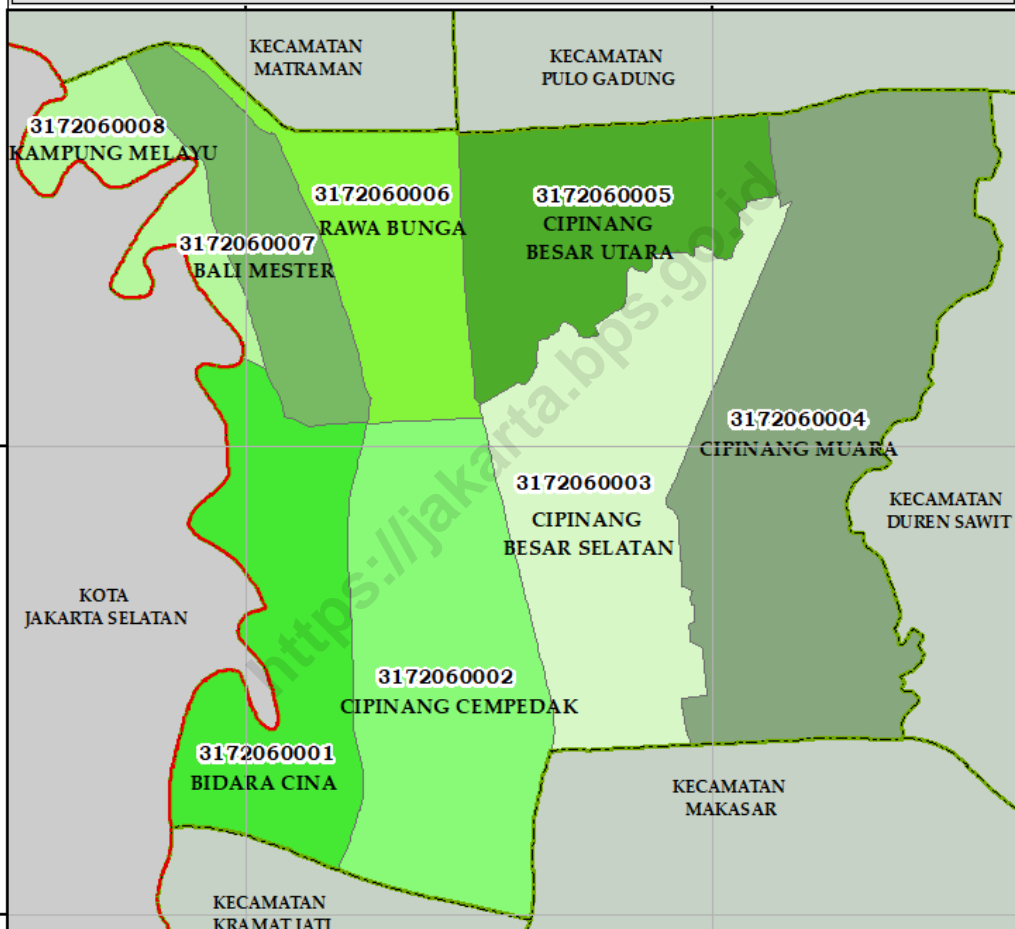 KECAMATAN
MATRAMAN
KECAMATAN
PULO GADUNG
3172060008
KAMPUNG MELAYU
3172060006
RAWA BUNGA
3172060005
CIPINANG
BESAR UTARA
3172060007
BALI MESTER
3172060004
CIPINANG MUARA
3172060003
CIPINANG
BESAR SELATAN
KECAMATAN
DUREN SAWIT
KOTA
JAKARTA SELATAN
3172060002
CIPINANG CEMPEDAK
3172060001
BIDARA CINA
KECAMATAN
MAKASAR
KECAMATAN
KRAMAT JATI
https://jakarta.bps.go.id